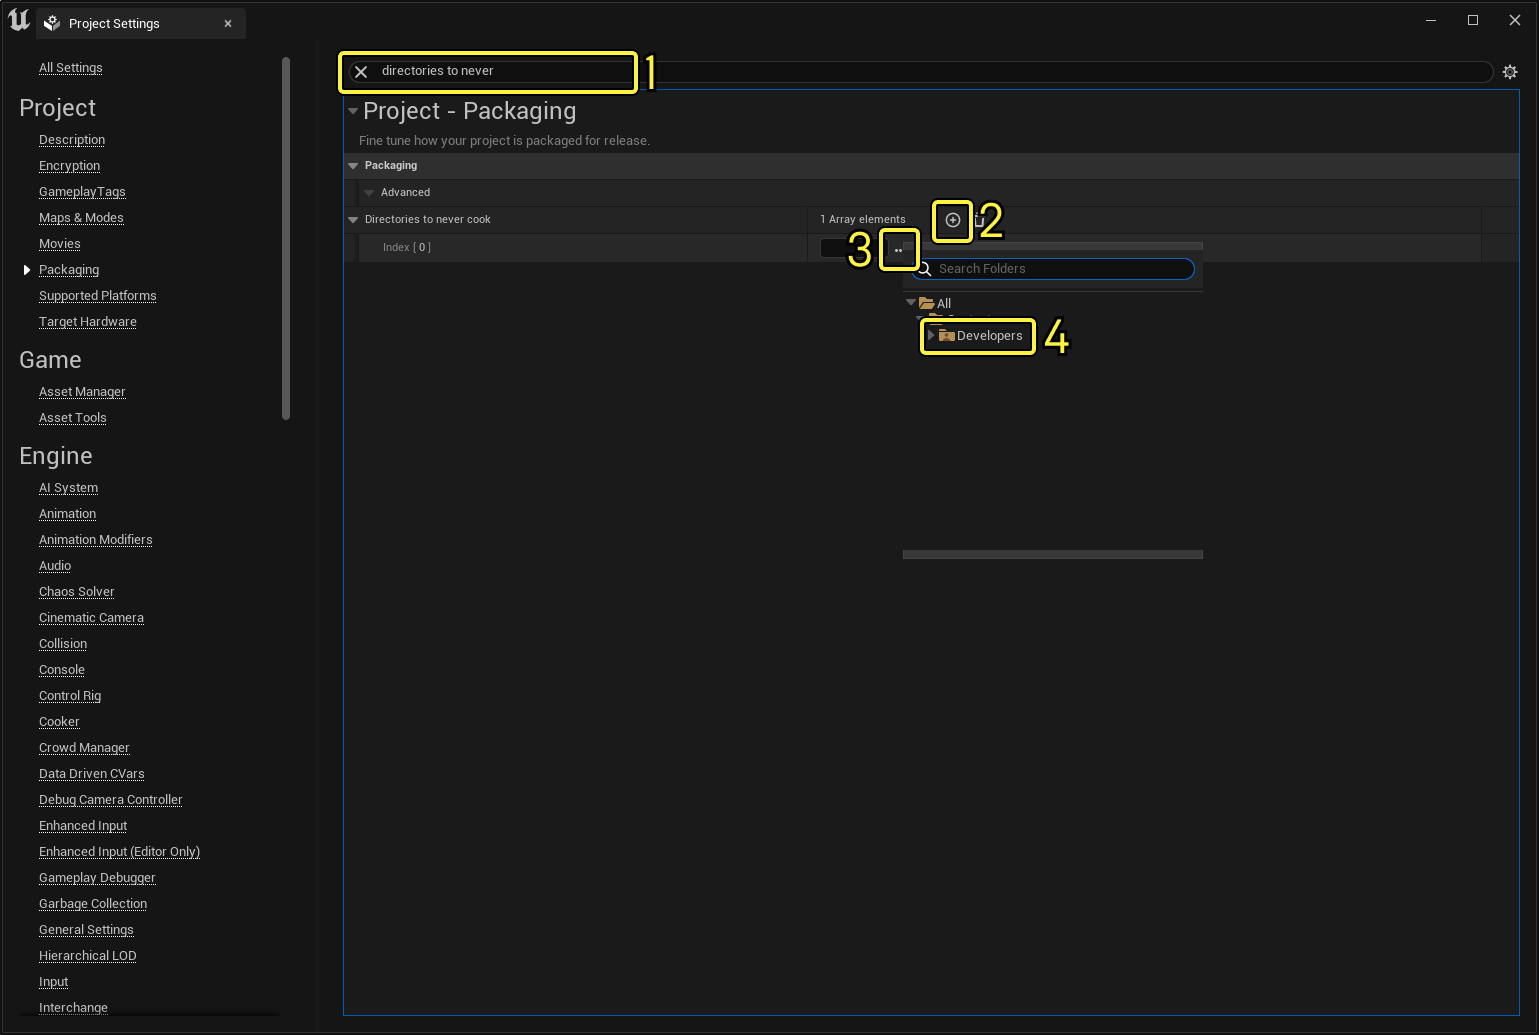 Project Settings
All Settings
Project
Description
Encryption
GameplayTags
Maps & Modes
Movies
Packaging
Supported Platforms
Target Hardware
Game
Asset Manager
Asset Tools
Engine
AI System
Animation
Animation Modifiers
Audio
Chaos Solver
Cinematic Camera
Collision
Console
Control Rig
Cooker
Crowd Manager
Data Driven CVars
Debug Camera Controller
Enhanced Input
Enhanced Input (Editor Only)
Gameplay Debugger
Garbage Collection
General Settings
Hierarchical LOD
Input
Interchange
directories to never
1
Project - Packaging
Fine tune how your project is packaged for release.
Packaging
Advanced
Directories to never cook
1 Array elements
2
Index [ 0 ]
3
Search Folders
All
Developers
4